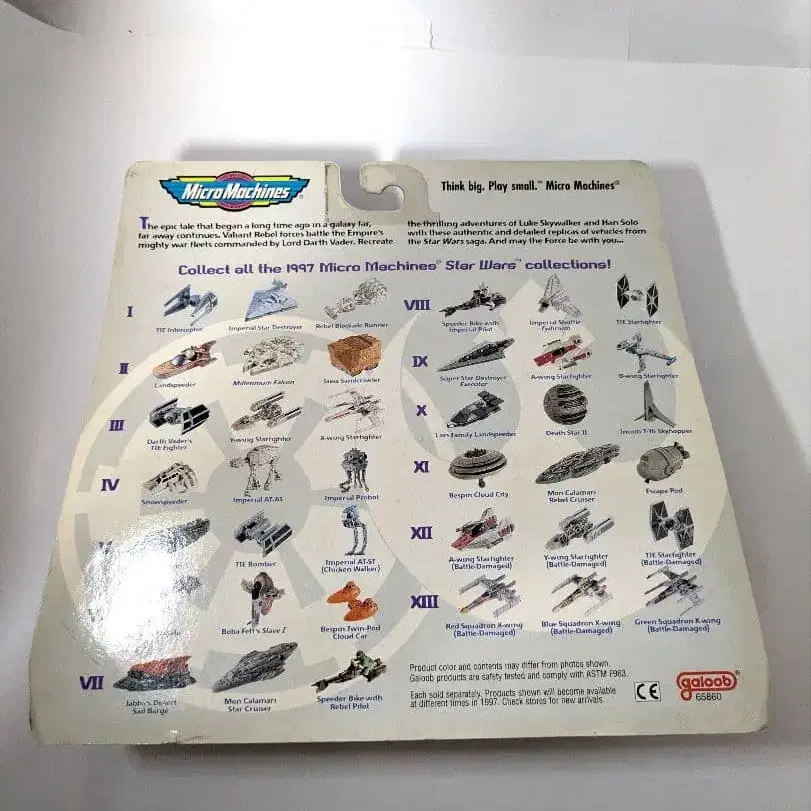 Micro Machines
Think big. Play small.™ Micro Machines®
The epic tale that began a long time ago in a galaxy far,
far away continues. Valiant Rebel forces battle the Empire's
mighty war fleets commanded by Lord Darth Vader. Recreate
the thrilling adventures of Luke Skywalker and Han Solo
with these authentic and detailed replicas of vehicles from
the Star Wars saga. And may the Force be with you...
Collect all the 1997 Micro Machines® Star Wars™ collections!
I
TIE Interceptor
Imperial Star Destroyer
Rebel Blockade Runner
II
Landspeeder
Millennium Falcon
Jawa Sandcrawler
III
Darth Vader's
TIE Fighter
Y-wing Starfighter
X-wing Starfighter
IV
Snowspeeder
Imperial AT-AT
Imperial Probot
V
TIE Bomber
Imperial AT-ST
(Chicken Walker)
Boba Fett's Slave I
Bespin Twin-Pod
Cloud Car
VII
Jabba's Desert
Sail Barge
Mon Calamari
Star Cruiser
Speeder Bike with
Rebel Pilot
VIII
Speeder Bike with
Imperial Pilot
Imperial Shuttle
Tydirium
TIE Starfighter
IX
Super Star Destroyer
Executor
A-wing Starfighter
B-wing Starfighter
X
Lars Family Landspeeder
Death Star II
Incom T-16 Skyhopper
XI
Bespin Cloud City
Mon Calamari
Rebel Cruiser
Escape Pod
XII
A-wing Starfighter
(Battle-Damaged)
Y-wing Starfighter
(Battle-Damaged)
TIE Starfighter
(Battle-Damaged)
XIII
Red Squadron X-wing
(Battle-Damaged)
Blue Squadron X-wing
(Battle-Damaged)
Green Squadron X-wing
(Battle-Damaged)
Product color and contents may differ from photos shown.
Galoob products are safety tested and comply with ASTM F963.
Each sold separately. Products shown will become available
at different times in 1997. Check stores for new arrivals.
CE
galoob®
65860